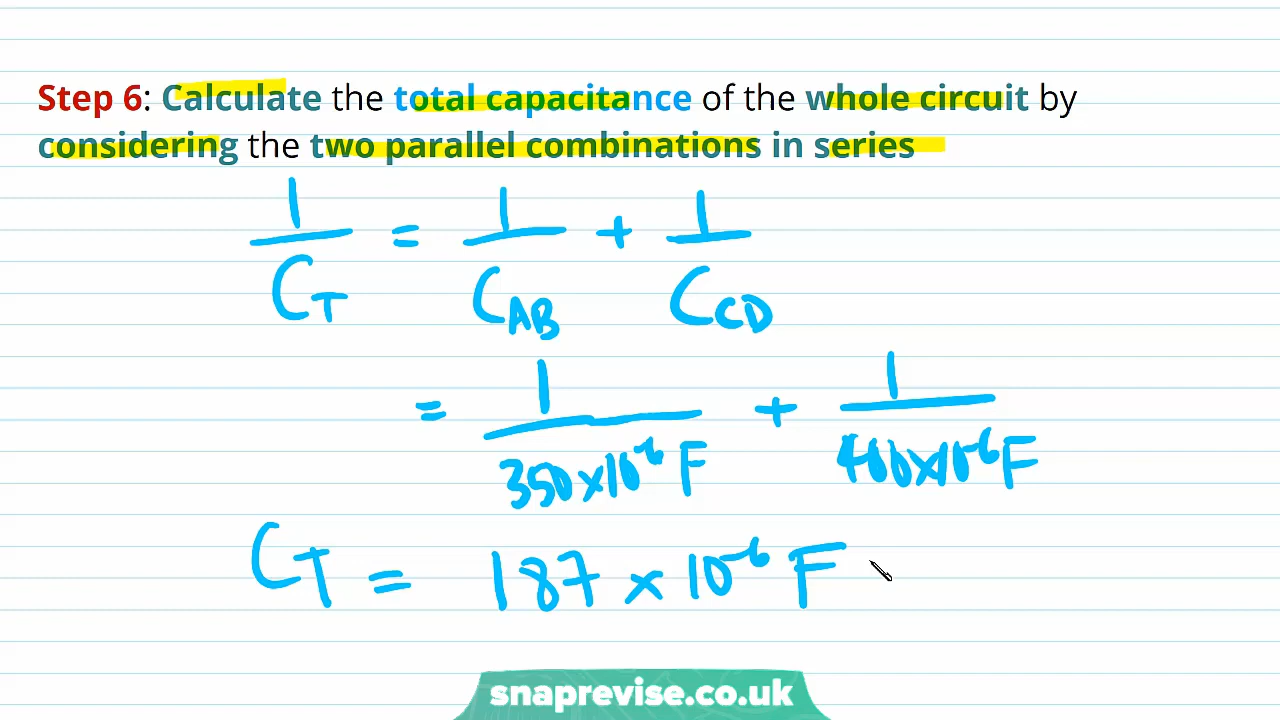 Step 6: Calculate the total capacitance of the whole circuit by
considering the two parallel combinations in series
1/C_T = 1/C_AB + 1/C_CD
= 1/350×10⁻⁶ F + 1/400×10⁻⁶ F
C_T = 187 × 10⁻⁶ F
snaprevise.co.uk